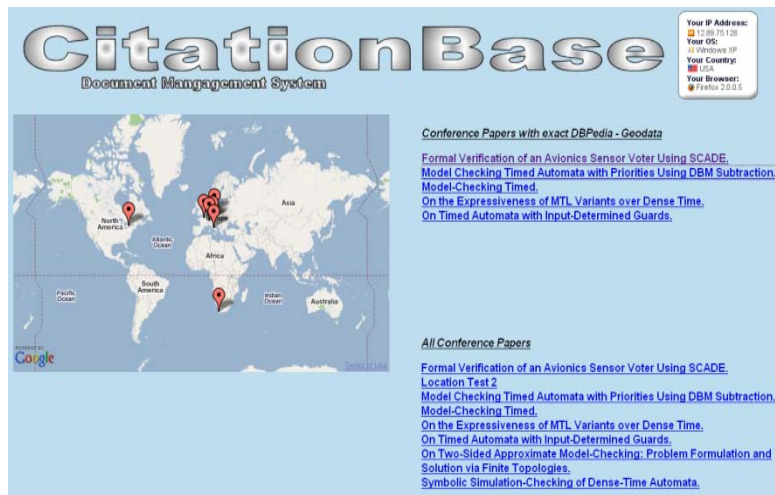 CitationBase
Document Mangagement System
Your IP Address:
12.89.75.126
Your OS:
Windows XP
Your Country:
USA
Your Browser:
Firefox 2.0.0.5
North
America
Atlantic
Ocean
Asia
Africa
Pacific
Ocean
South
America
Indian
Ocean
Australia
POWERED BY
Google
Terms of Use
Conference Papers with exact DBPedia - Geodata
Formal Verification of an Avionics Sensor Voter Using SCADE.
Model Checking Timed Automata with Priorities Using DBM Subtraction.
Model-Checking Timed.
On the Expressiveness of MTL Variants over Dense Time.
On Timed Automata with Input-Determined Guards.
All Conference Papers
Formal Verification of an Avionics Sensor Voter Using SCADE.
Location Test 2
Model Checking Timed Automata with Priorities Using DBM Subtraction.
Model-Checking Timed.
On the Expressiveness of MTL Variants over Dense Time.
On Timed Automata with Input-Determined Guards.
On Two-Sided Approximate Model-Checking: Problem Formulation and
Solution via Finite Topologies.
Symbolic Simulation-Checking of Dense-Time Automata.